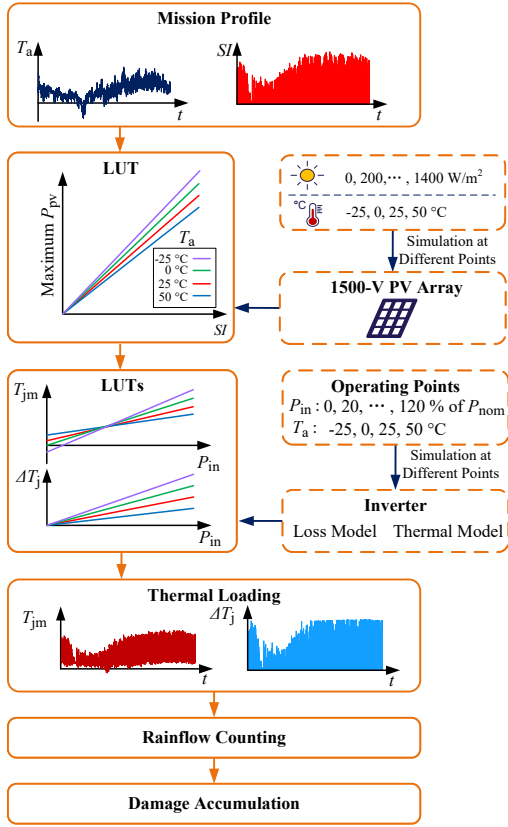 Mission Profile
Tₐ
t
SI
t
LUT
Maximum Pₚᵥ
Tₐ
-25 °C
0 °C
25 °C
50 °C
SI
0, 200,··· , 1400 W/m²
°C
-25, 0, 25, 50 °C
Simulation at
Different Points
1500-V PV Array
LUTs
Tjm
Pin
ΔTj
Pin
Operating Points
Pin : 0, 20, ··· , 120 % of Pnom
Tₐ : -25, 0, 25, 50 °C
Simulation at
Different Points
Inverter
Loss Model Thermal Model
Thermal Loading
Tjm
t
ΔTj
t
Rainflow Counting
Damage Accumulation